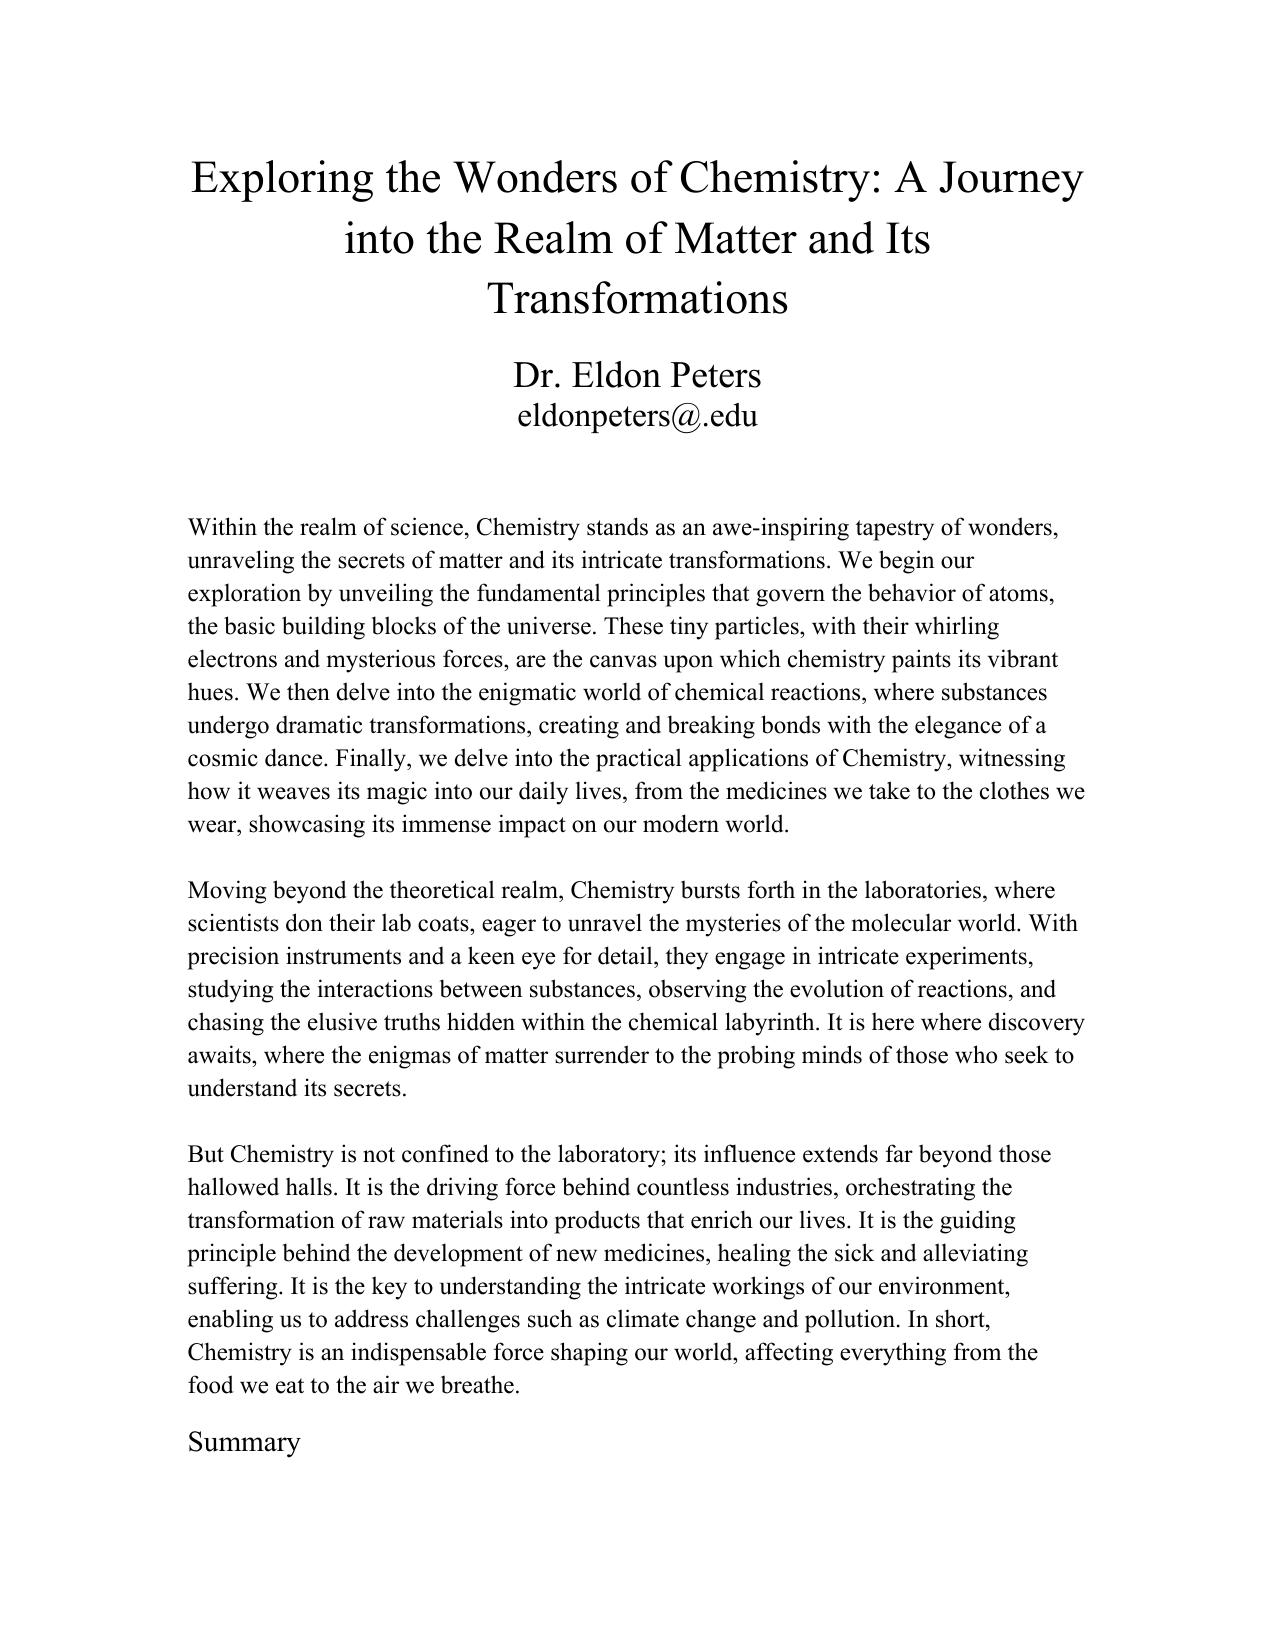 Exploring the Wonders of Chemistry: A Journey
into the Realm of Matter and Its
Transformations
Dr. Eldon Peters
eldonpeters@.edu
Within the realm of science, Chemistry stands as an awe-inspiring tapestry of wonders,
unraveling the secrets of matter and its intricate transformations. We begin our
exploration by unveiling the fundamental principles that govern the behavior of atoms,
the basic building blocks of the universe. These tiny particles, with their whirling
electrons and mysterious forces, are the canvas upon which chemistry paints its vibrant
hues. We then delve into the enigmatic world of chemical reactions, where substances
undergo dramatic transformations, creating and breaking bonds with the elegance of a
cosmic dance. Finally, we delve into the practical applications of Chemistry, witnessing
how it weaves its magic into our daily lives, from the medicines we take to the clothes we
wear, showcasing its immense impact on our modern world.
Moving beyond the theoretical realm, Chemistry bursts forth in the laboratories, where
scientists don their lab coats, eager to unravel the mysteries of the molecular world. With
precision instruments and a keen eye for detail, they engage in intricate experiments,
studying the interactions between substances, observing the evolution of reactions, and
chasing the elusive truths hidden within the chemical labyrinth. It is here where discovery
awaits, where the enigmas of matter surrender to the probing minds of those who seek to
understand its secrets.
But Chemistry is not confined to the laboratory; its influence extends far beyond those
hallowed halls. It is the driving force behind countless industries, orchestrating the
transformation of raw materials into products that enrich our lives. It is the guiding
principle behind the development of new medicines, healing the sick and alleviating
suffering. It is the key to understanding the intricate workings of our environment,
enabling us to address challenges such as climate change and pollution. In short,
Chemistry is an indispensable force shaping our world, affecting everything from the
food we eat to the air we breathe.
Summary